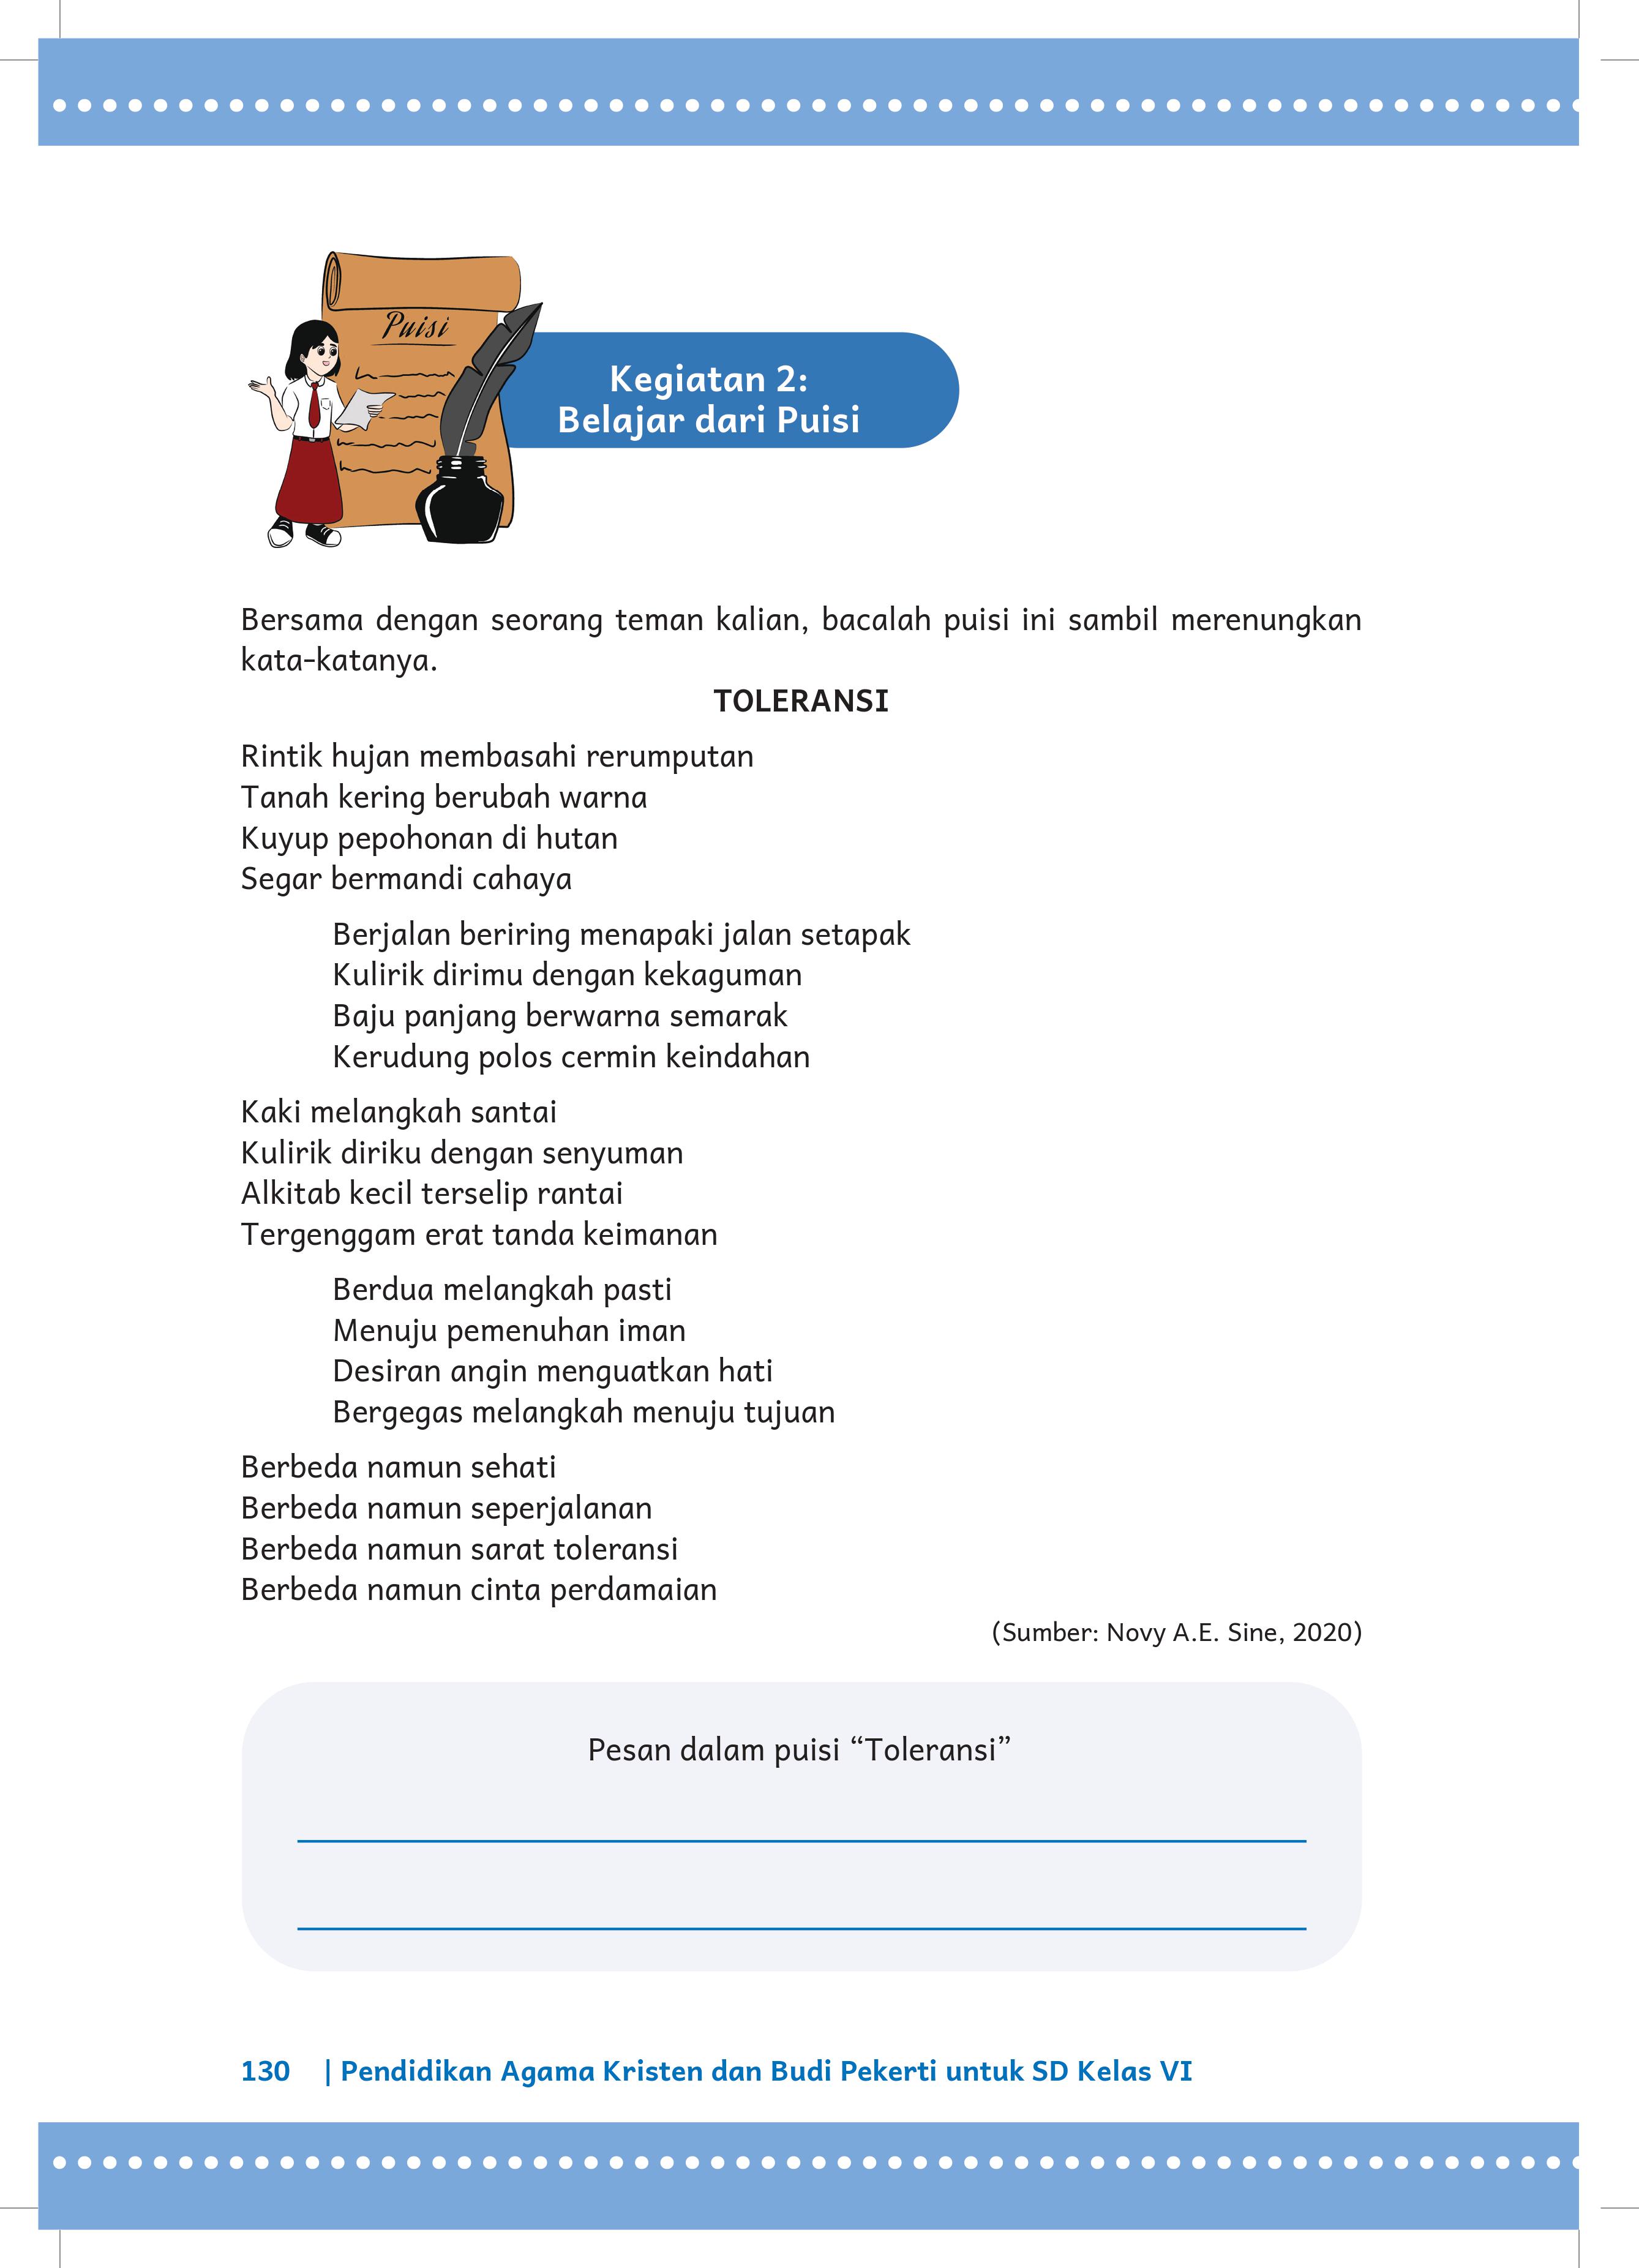 Puisi
Kegiatan 2:
Belajar dari Puisi
Bersama dengan seorang teman kalian, bacalah puisi ini sambil merenungkan
kata-katanya.
TOLERANSI
Rintik hujan membasahi rerumputan
Tanah kering berubah warna
Kuyup pepohonan di hutan
Segar bermandi cahaya
Berjalan beriring menapaki jalan setapak
Kulirik dirimu dengan kekaguman
Baju panjang berwarna semarak
Kerudung polos cermin keindahan
Kaki melangkah santai
Kulirik diriku dengan senyuman
Alkitab kecil terselip rantai
Tergenggam erat tanda keimanan
Berdua melangkah pasti
Menuju pemenuhan iman
Desiran angin menguatkan hati
Bergegas melangkah menuju tujuan
Berbeda namun sehati
Berbeda namun seperjalanan
Berbeda namun sarat toleransi
Berbeda namun cinta perdamaian
(Sumber: Novy A.E. Sine, 2020)
Pesan dalam puisi “Toleransi”
130 | Pendidikan Agama Kristen dan Budi Pekerti untuk SD Kelas VI